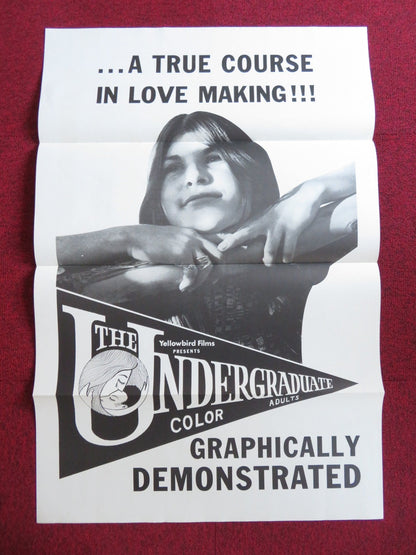 ...A TRUE COURSE
IN LOVE MAKING!!!
Yellowbird Films
PRESENTS
THE
UNDERGRADUATE
COLOR ADULTS
GRAPHICALLY
DEMONSTRATED